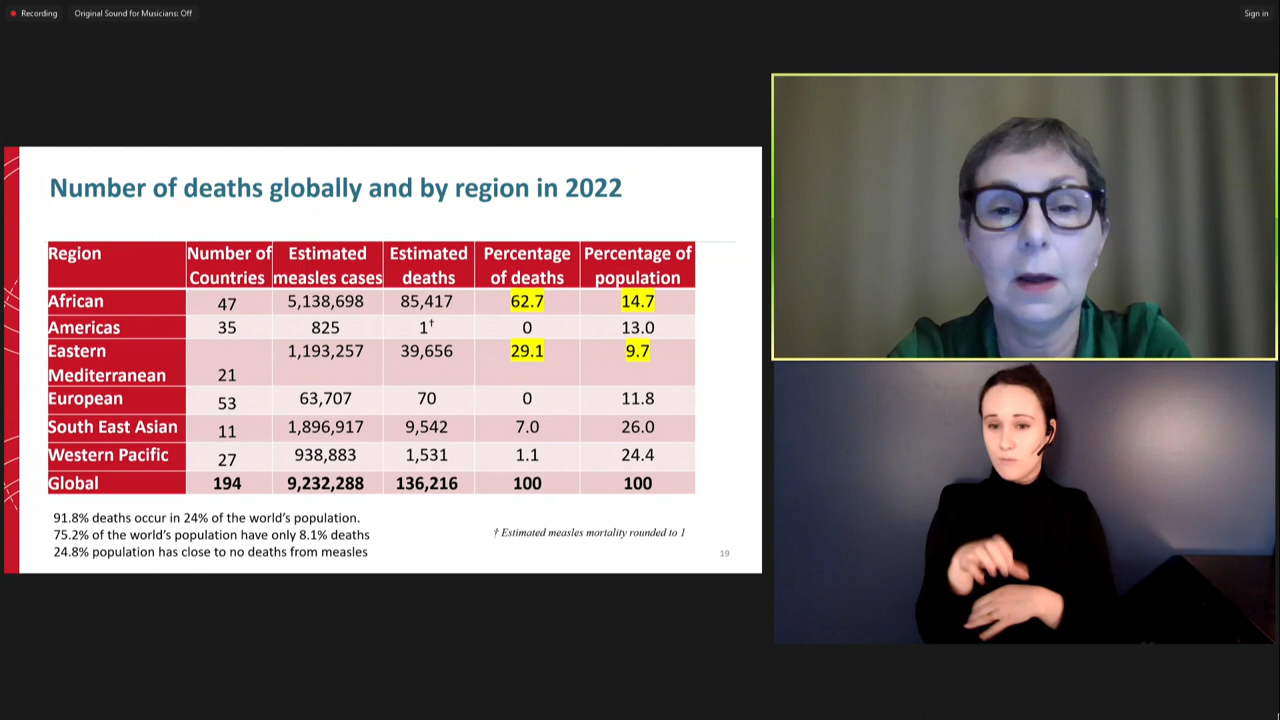 Recording Original Sound for Musicians: Off Sign in
Number of deaths globally and by region in 2022
Region Number of Countries Estimated measles cases Estimated deaths Percentage of deaths Percentage of population
African 47 5,138,698 85,417 62.7 14.7
Americas 35 825 1† 0 13.0
Eastern Mediterranean 21 1,193,257 39,656 29.1 9.7
European 53 63,707 70 0 11.8
South East Asian 11 1,896,917 9,542 7.0 26.0
Western Pacific 27 938,883 1,531 1.1 24.4
Global 194 9,232,288 136,216 100 100
91.8% deaths occur in 24% of the world's population.
75.2% of the world's population have only 8.1% deaths
24.8% population has close to no deaths from measles
† Estimated measles mortality rounded to 1
19